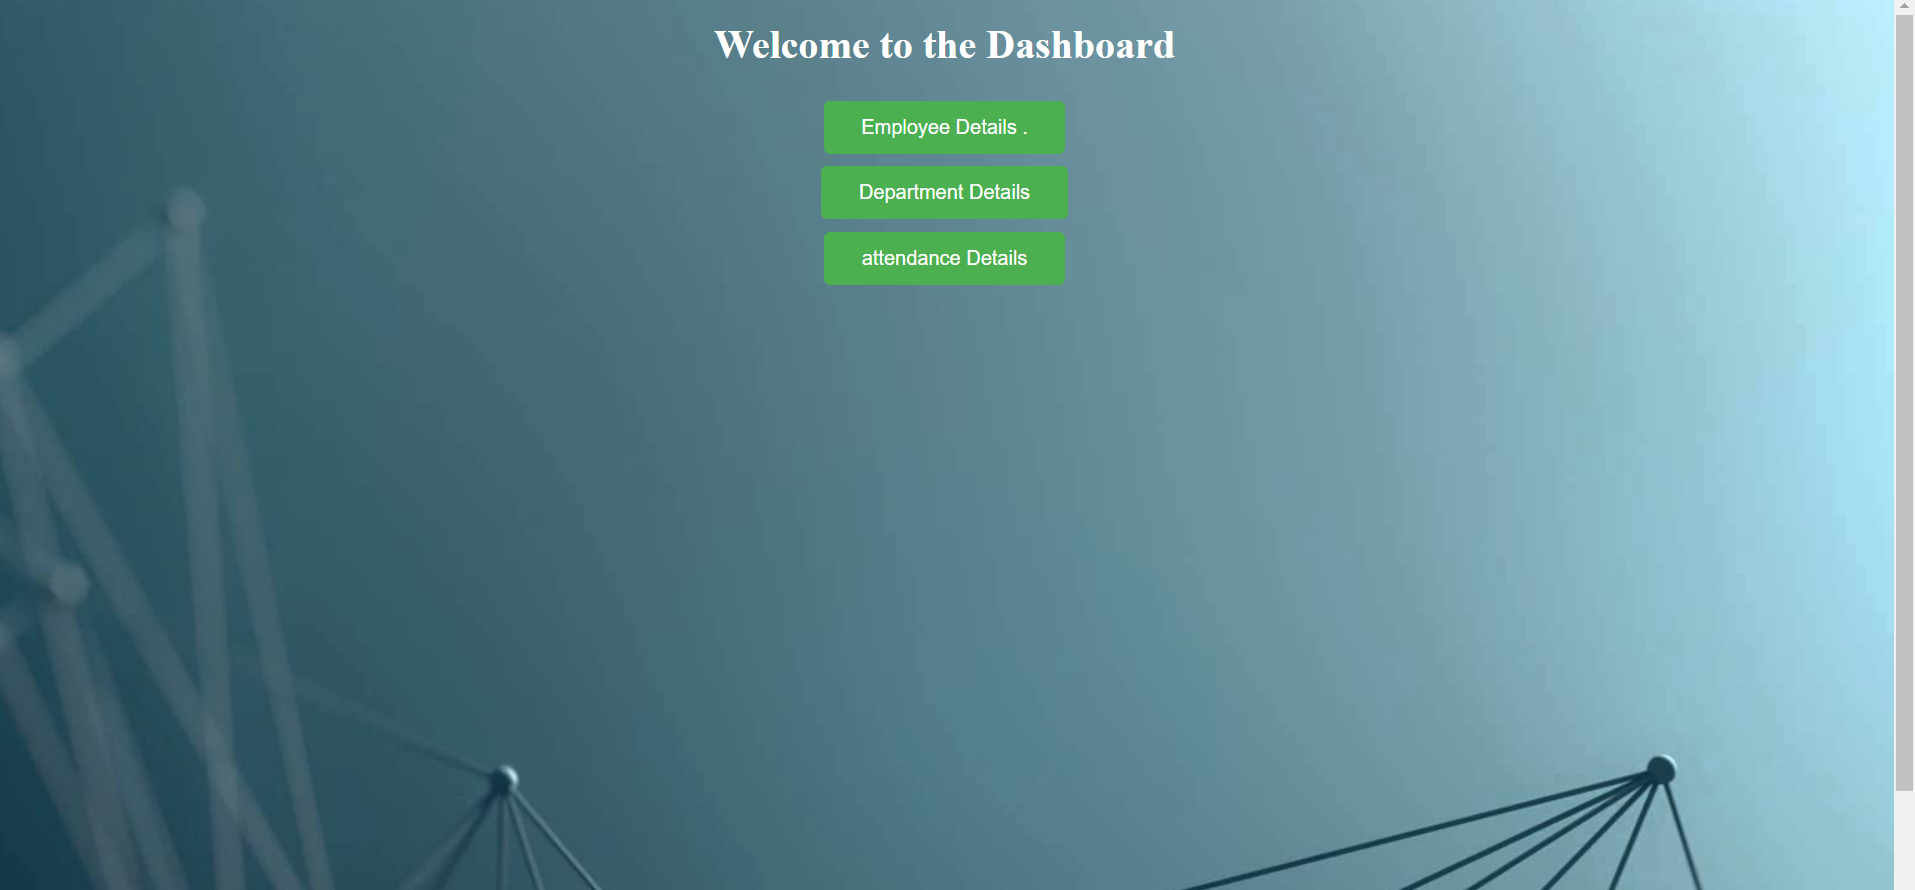 Welcome to the Dashboard
Employee Details .
Department Details
attendance Details